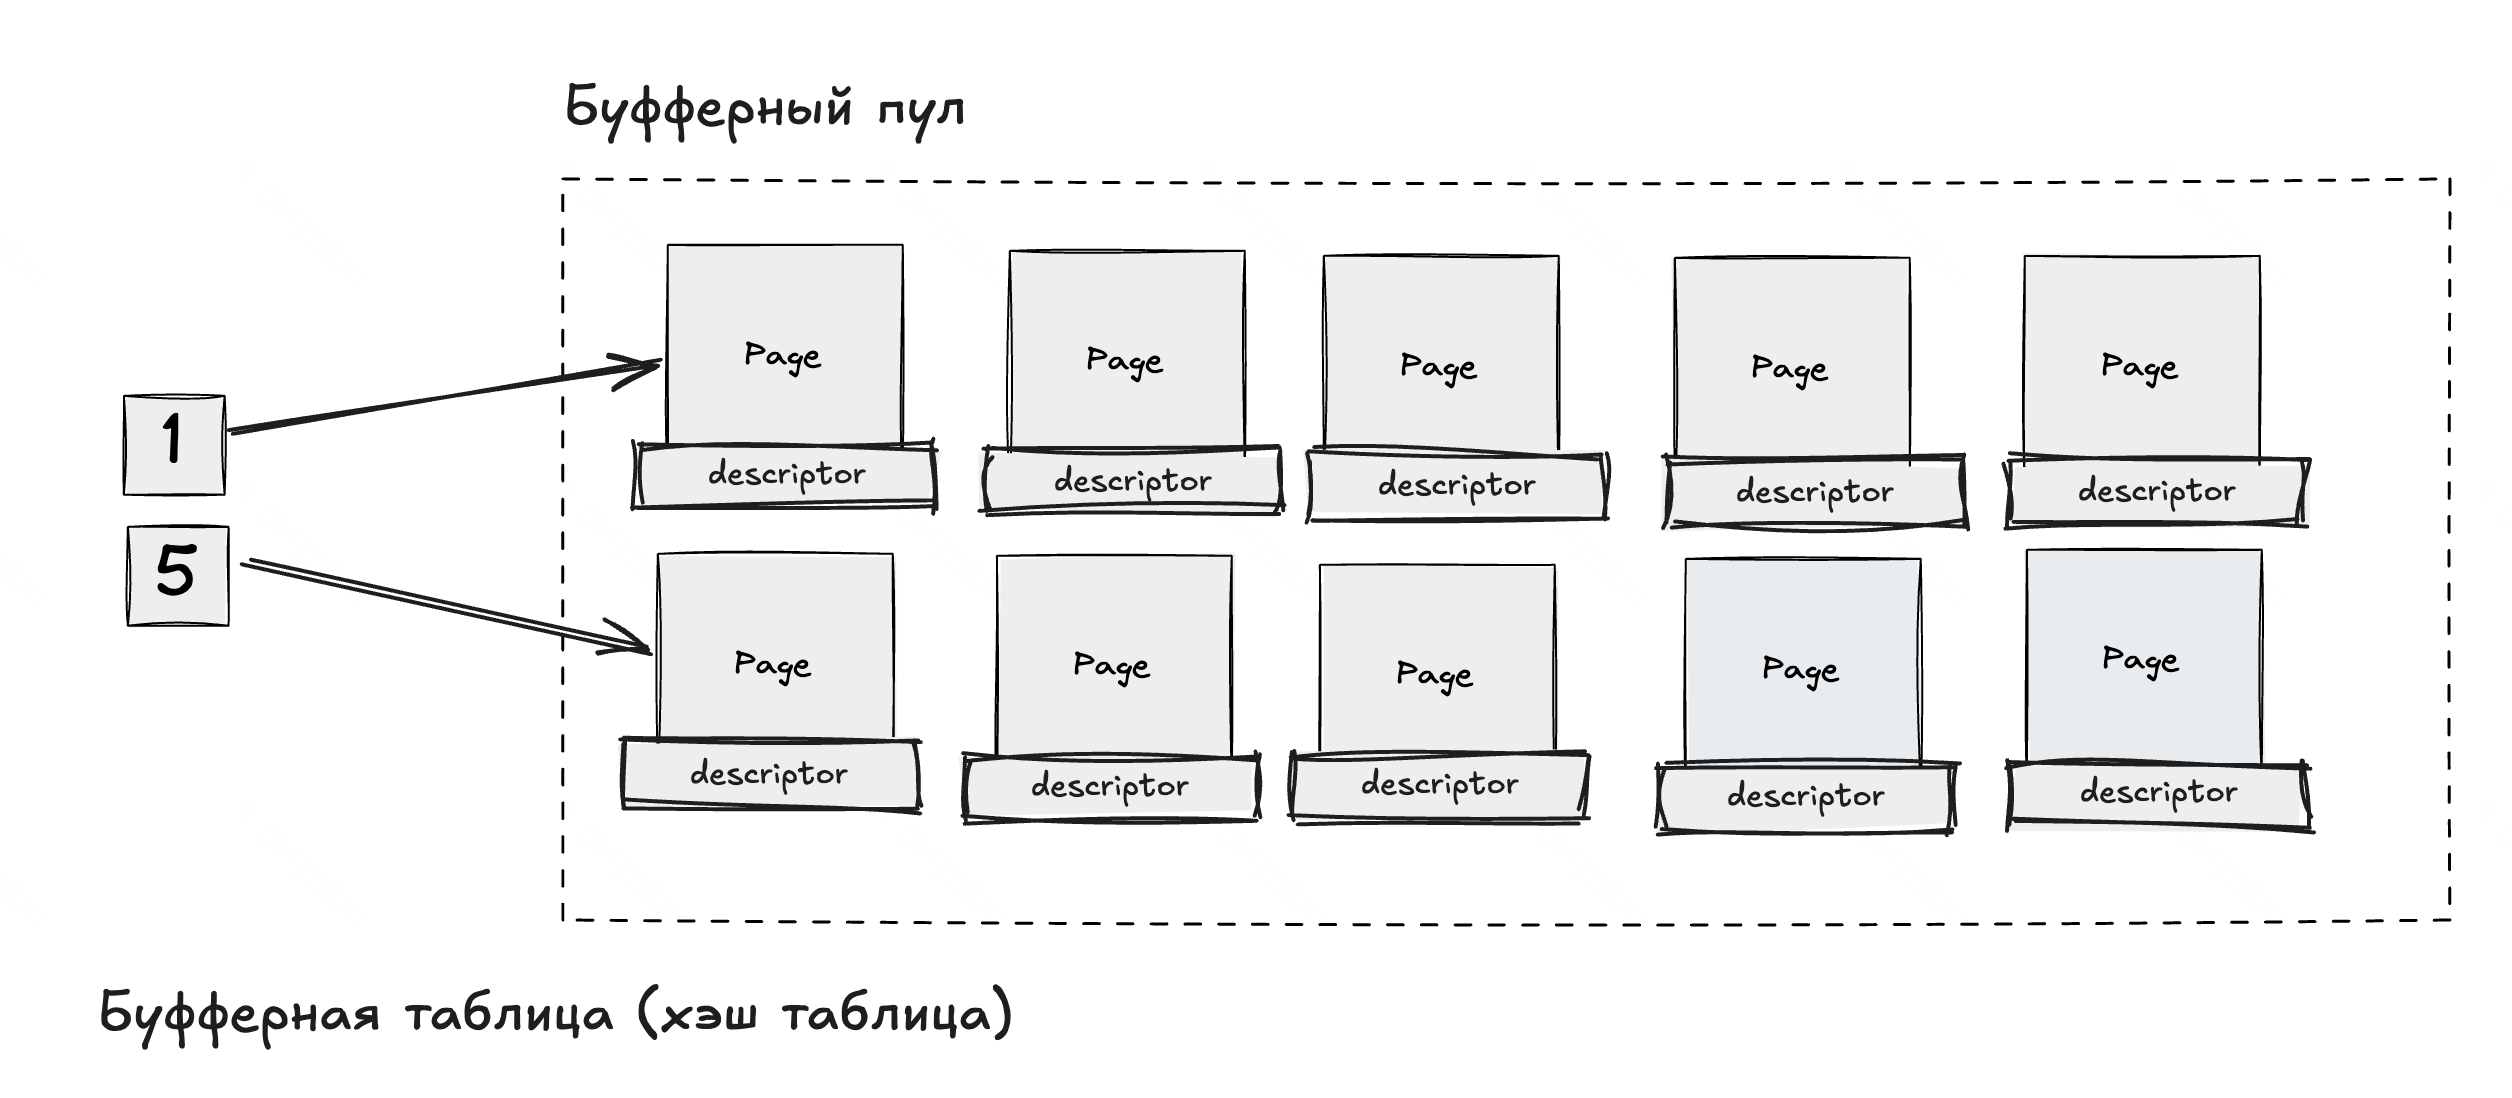 Буфферный пул
Page
Page
Page
Page
Page
1
descriptor
descriptor
descriptor
descriptor
descriptor
5
Page
Page
Page
Page
Page
descriptor
descriptor
descriptor
descriptor
descriptor
Буфферная таблица (хэш таблица)